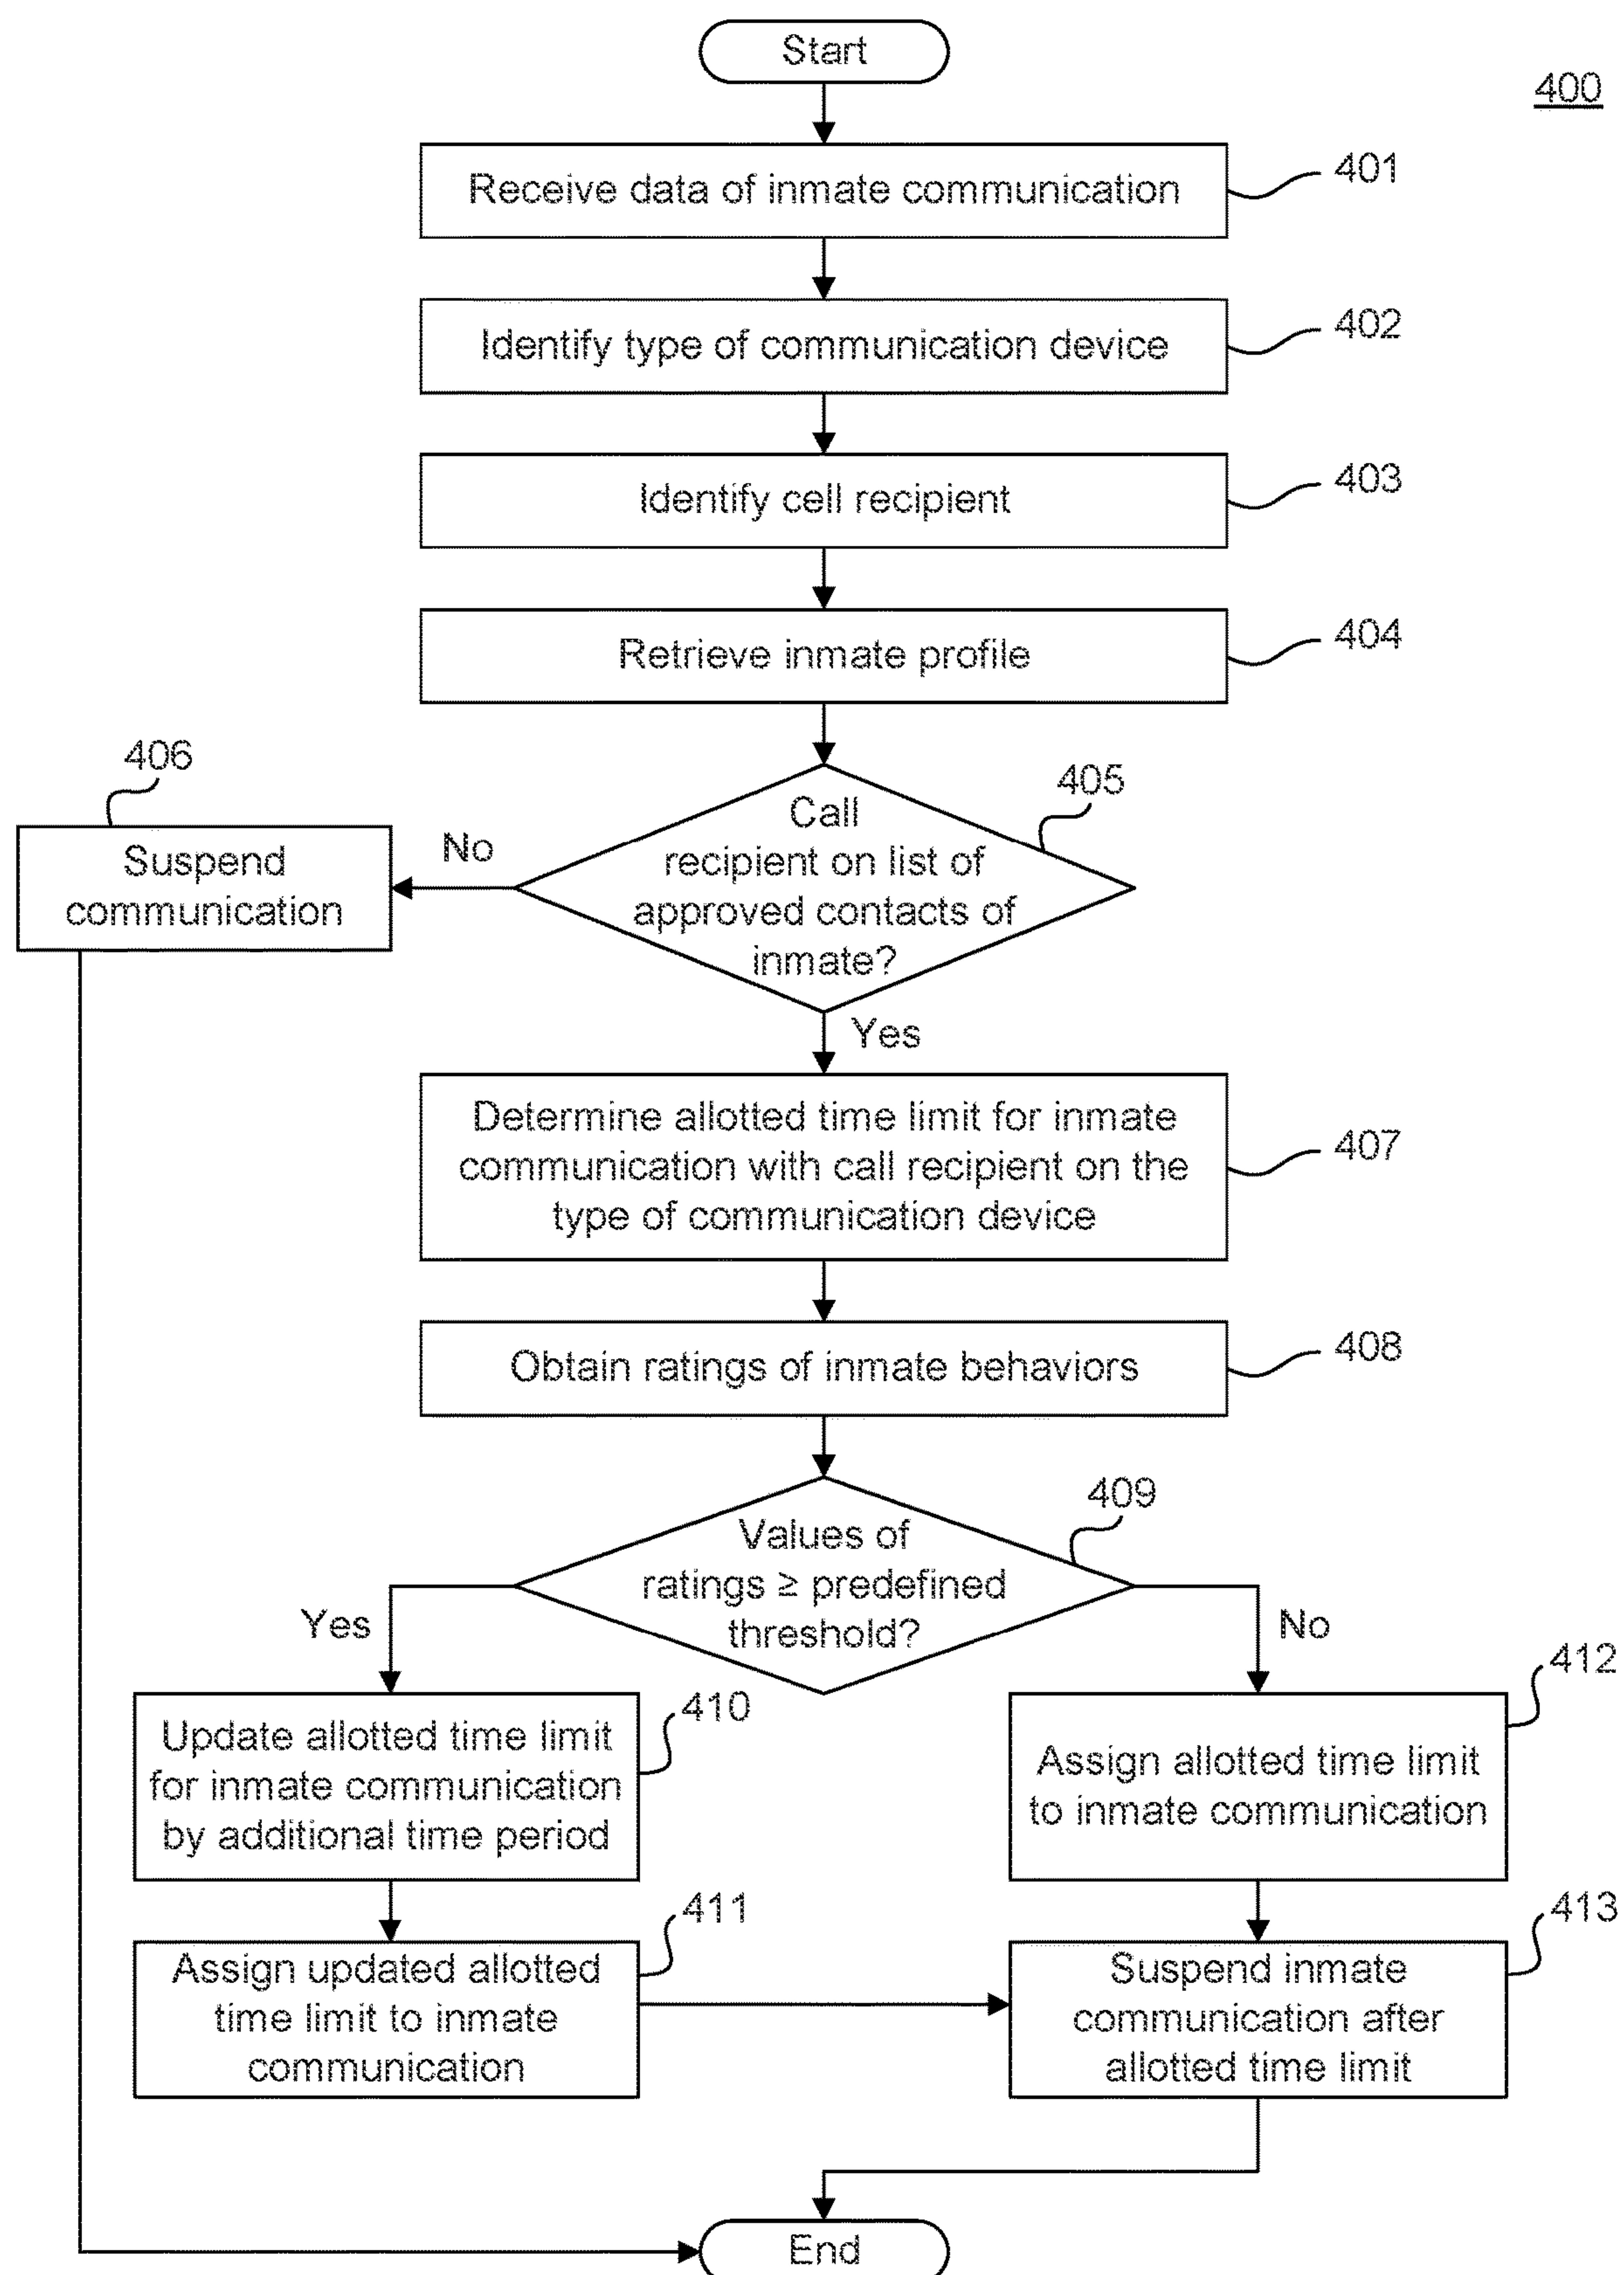 Start
400
Receive data of inmate communication
401
Identify type of communication device
402
Identify cell recipient
403
Retrieve inmate profile
404
406
405
Suspend
communication
No
Call
recipient on list of
approved contacts of
inmate?
Yes
Determine allotted time limit for inmate
communication with call recipient on the
type of communication device
407
Obtain ratings of inmate behaviors
408
409
Values of
ratings ≥ predefined
threshold?
Yes
No
410
Update allotted time limit
for inmate communication
by additional time period
412
Assign allotted time limit
to inmate communication
411
Assign updated allotted
time limit to inmate
communication
413
Suspend inmate
communication after
allotted time limit
End